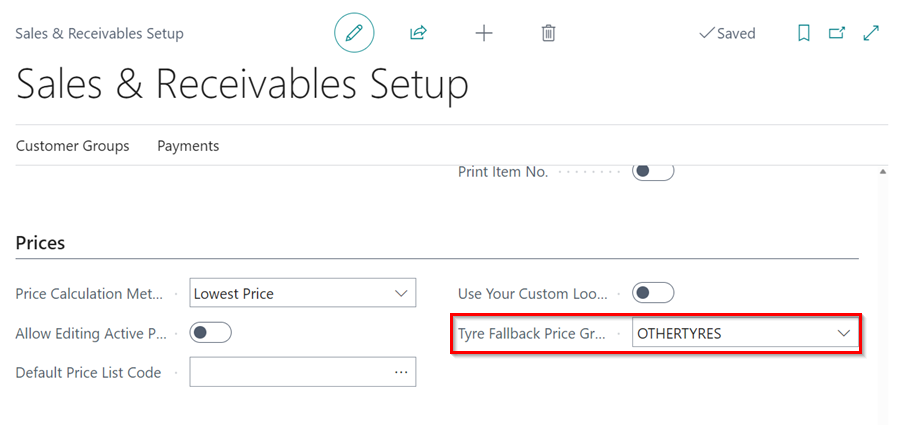 Sales & Receivables Setup
Saved
Sales & Receivables Setup
Customer Groups
Payments
Print Item No.
Prices
Price Calculation Met...
Lowest Price
Use Your Custom Loo...
Allow Editing Active P...
Tyre Fallback Price Gr...
OTHERTYRES
Default Price List Code
...